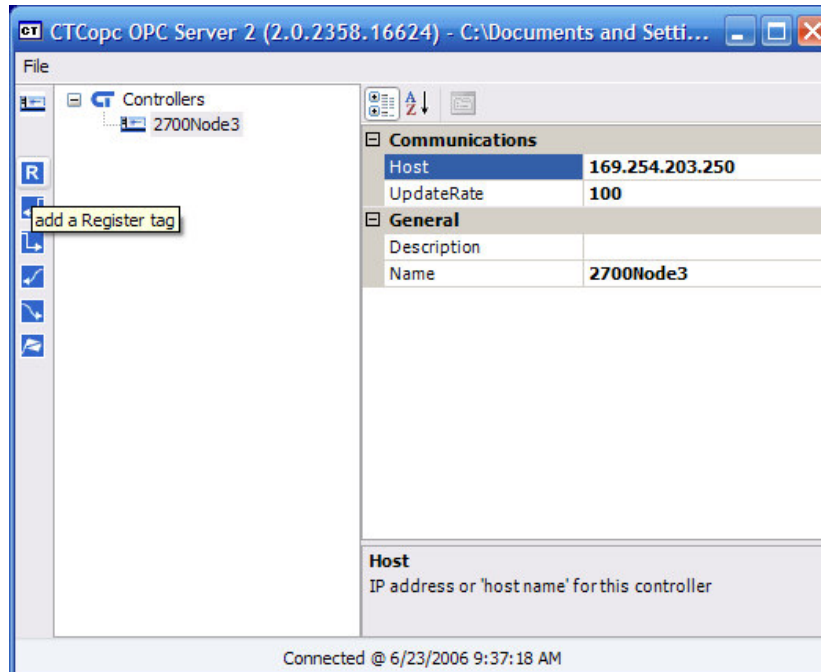 CT CTCopc OPC Server 2 (2.0.2358.16624) - C:\Documents and Setti...
File
CT Controllers
2700Node3
R
add a Register tag
A
Z
Communications
Host 169.254.203.250
UpdateRate 100
General
Description
Name 2700Node3
Host
IP address or 'host name' for this controller
Connected @ 6/23/2006 9:37:18 AM